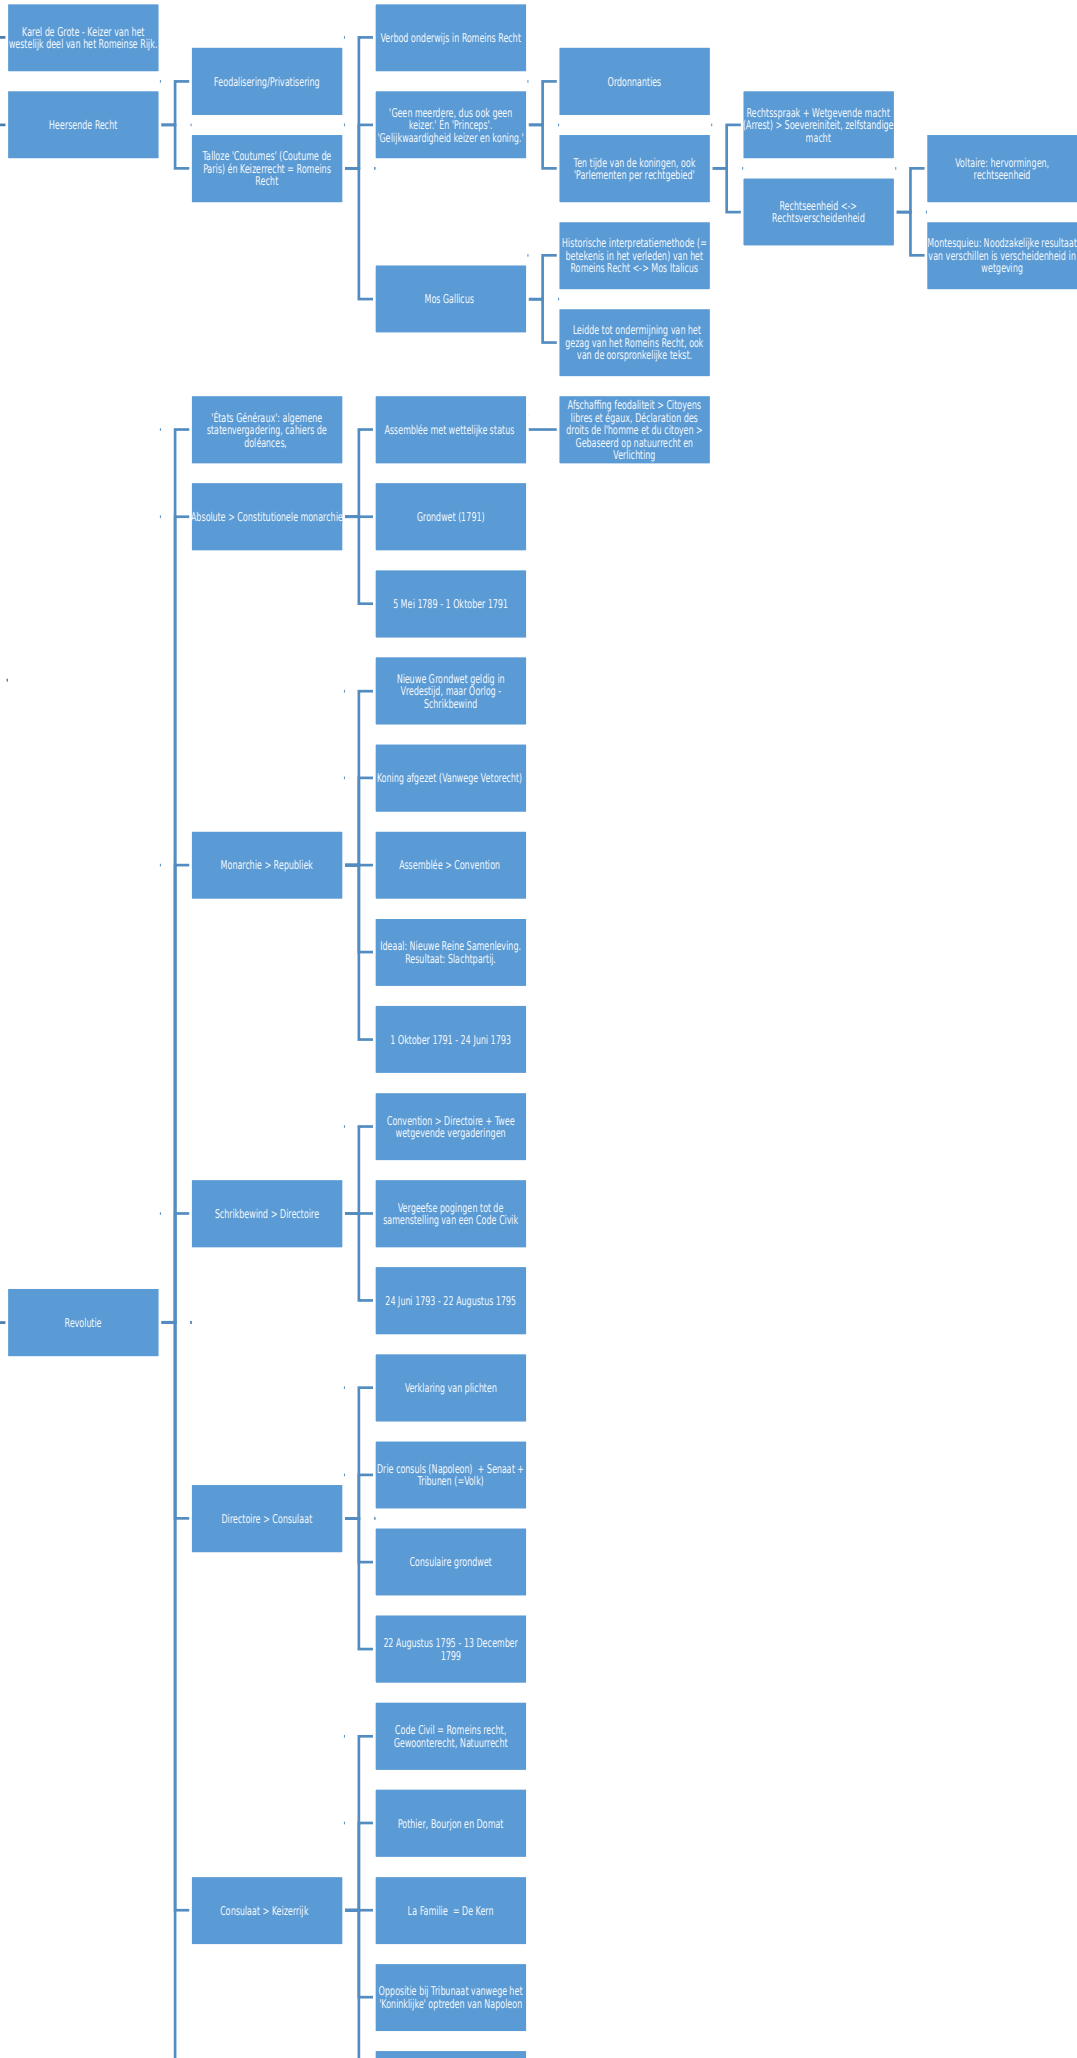 Karel de Grote - Keizer van het
westelijk deel van het Romeinse Rijk.
Heersende Recht
Feodalisering/Privatisering
Talloze 'Coutumes' (Coutume de
Paris) én Keizerrecht = Romeins
Recht
Verbod onderwijs in Romeins Recht
'Geen meerdere, dus ook geen
keizer.' En 'Princeps'.
'Gelijkwaardigheid keizer en koning.'
Ordonnanties
Ten tijde van de koningen, ook
'Parlementen per rechtgebied'
Rechtsspraak + Wetgevende macht
(Arrest) > Soevereiniteit, zelfstandige
macht
Rechtseenheid <->
Rechtsverscheidenheid
Voltaire: hervormingen,
rechtseenheid
Montesquieu: Noodzakelijke resultaat
van verschillen is verscheidenheid in
wetgeving
Mos Gallicus
Historische interpretatiemethode (=
betekenis in het verleden) van het
Romeins Recht <-> Mos Italicus
Leidde tot ondermijning van het
gezag van het Romeins Recht, ook
van de oorspronkelijke tekst.
Revolutie
'États Généraux': algemene
statenvergadering, cahiers de
doléances,
Absolute > Constitutionele monarchie
Assemblée met wettelijke status
Afschaffing feodaliteit > Citoyens
libres et égaux, Déclaration des
droits de l'homme et du citoyen >
Gebaseerd op natuurrecht en
Verlichting
Grondwet (1791)
5 Mei 1789 - 1 Oktober 1791
Monarchie > Republiek
Nieuwe Grondwet geldig in
Vredestijd, maar Oorlog -
Schrikbewind
Koning afgezet (Vanwege Vetorecht)
Assemblée > Convention
Ideaal: Nieuwe Reine Samenleving.
Resultaat: Slachtpartij.
1 Oktober 1791 - 24 Juni 1793
Schrikbewind > Directoire
Convention > Directoire + Twee
wetgevende vergaderingen
Vergeefse pogingen tot de
samenstelling van een Code Civik
24 Juni 1793 - 22 Augustus 1795
Directoire > Consulaat
Verklaring van plichten
Drie consuls (Napoleon) + Senaat +
Tribunen (=Volk)
Consulaire grondwet
22 Augustus 1795 - 13 December
1799
Consulaat > Keizerrijk
Code Civil = Romeins recht,
Gewoonterecht, Natuurrecht
Pothier, Bourjon en Domat
La Familie = De Kern
Oppositie bij Tribunaat vanwege het
'Koninklijke' optreden van Napoleon